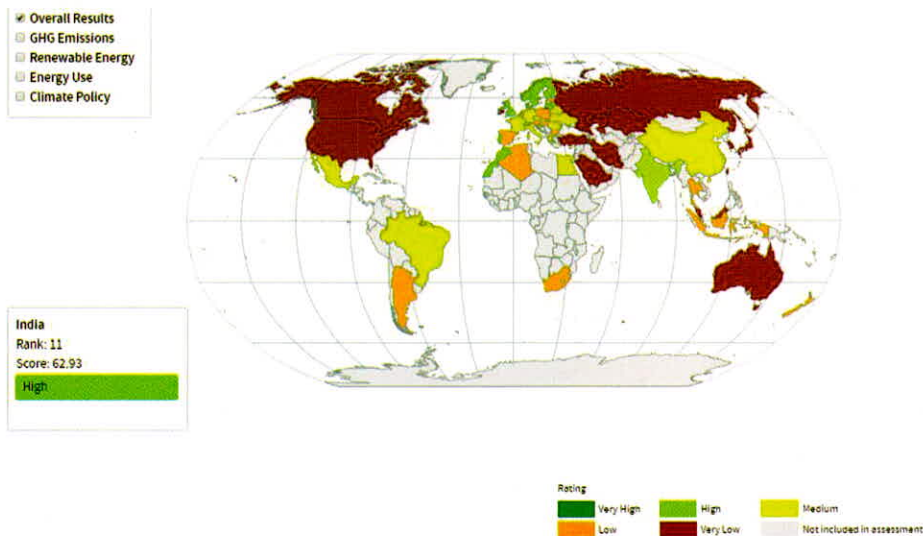 Overall Results
GHG Emissions
Renewable Energy
Energy Use
Climate Policy
India
Rank: 11
Score: 62.93
High
Rating
Very High
High
Medium
Low
Very Low
Not included in assessment